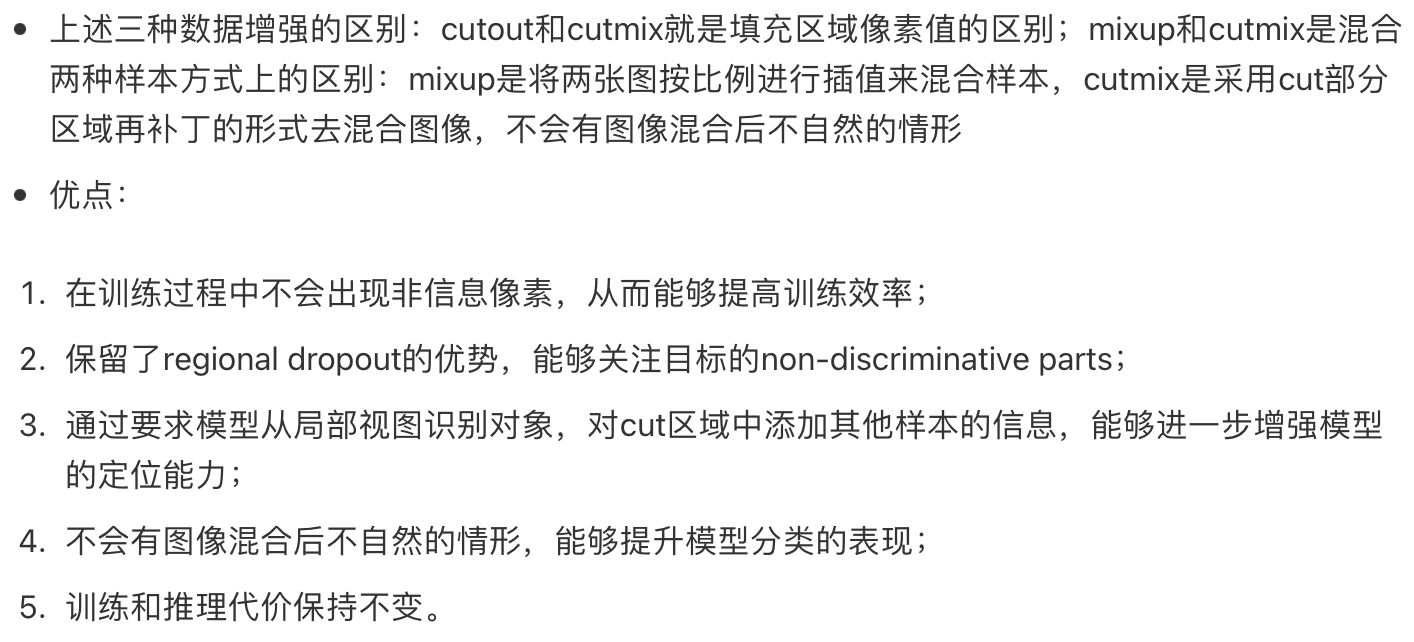 • 上述三种数据增强的区别：cutout和cutmix就是填充区域像素值的区别；mixup和cutmix是混合
两种样本方式上的区别：mixup是将两张图按比例进行插值来混合样本，cutmix是采用cut部分
区域再补丁的形式去混合图像，不会有图像混合后不自然的情形
• 优点：
1. 在训练过程中不会出现非信息像素，从而能够提高训练效率；
2. 保留了regional dropout的优势，能够关注目标的non-discriminative parts；
3. 通过要求模型从局部视图识别对象，对cut区域中添加其他样本的信息，能够进一步增强模型
的定位能力；
4. 不会有图像混合后不自然的情形，能够提升模型分类的表现；
5. 训练和推理代价保持不变。